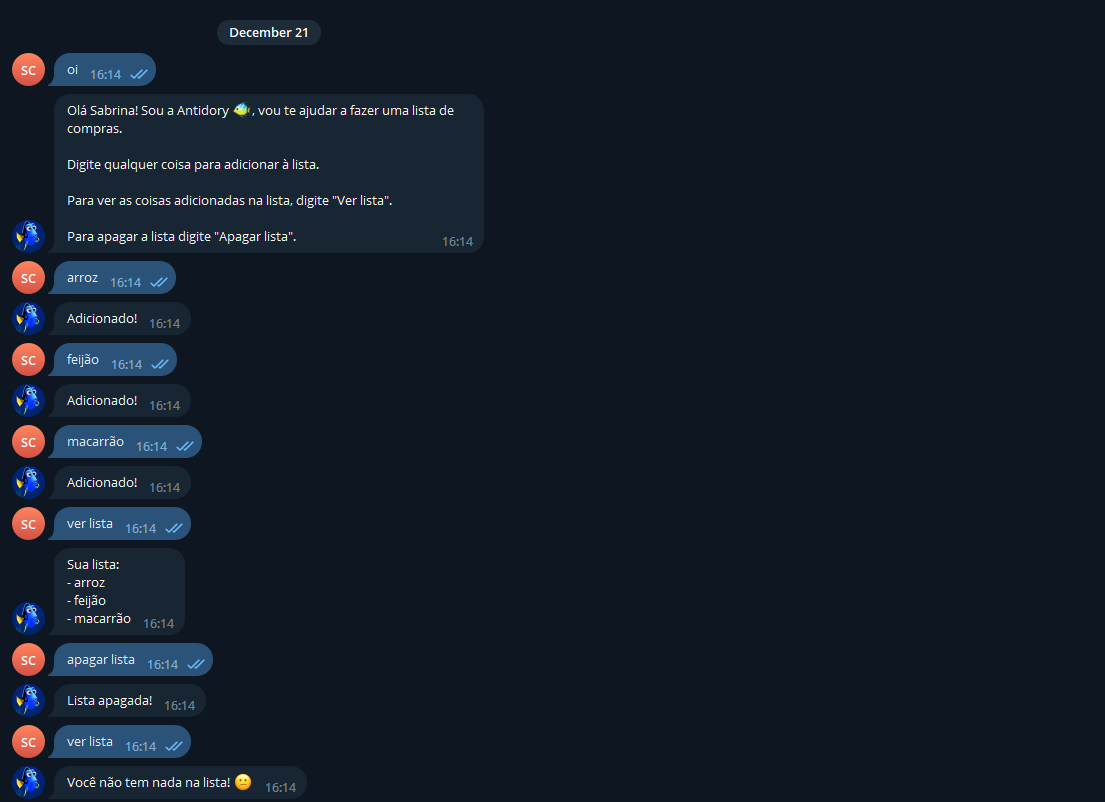 December 21
SC
oi 16:14
Olá Sabrina! Sou a Antidory 🐠, vou te ajudar a fazer uma lista de
compras.
Digite qualquer coisa para adicionar à lista.
Para ver as coisas adicionadas na lista, digite "Ver lista".
Para apagar a lista digite "Apagar lista".
16:14
SC
arroz 16:14
Adicionado! 16:14
SC
feijão 16:14
Adicionado! 16:14
SC
macarrão 16:14
Adicionado! 16:14
SC
ver lista 16:14
Sua lista:
- arroz
- feijão
- macarrão 16:14
SC
apagar lista 16:14
Lista apagada! 16:14
SC
ver lista 16:14
Você não tem nada na lista! 😕 16:14